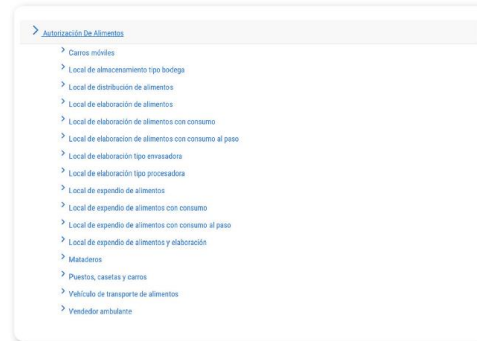 Autorización De Alimentos
Carros móviles
Local de almacenamiento tipo bodega
Local de distribución de alimentos
Local de elaboración de alimentos
Local de elaboración de alimentos con consumo
Local de elaboracion de alimentos con consumo al paso
Local de elaboración tipo envasadora
Local de elaboración tipo procesadora
Local de expendio de alimentos
Local de expendio de alimentos con consumo
Local de expendio de alimentos con consumo al paso
Local de expendio de alimentos y elaboración
Mataderos
Puestos, casetas y carros
Vehículo de transporte de alimentos
Vendedor ambulante